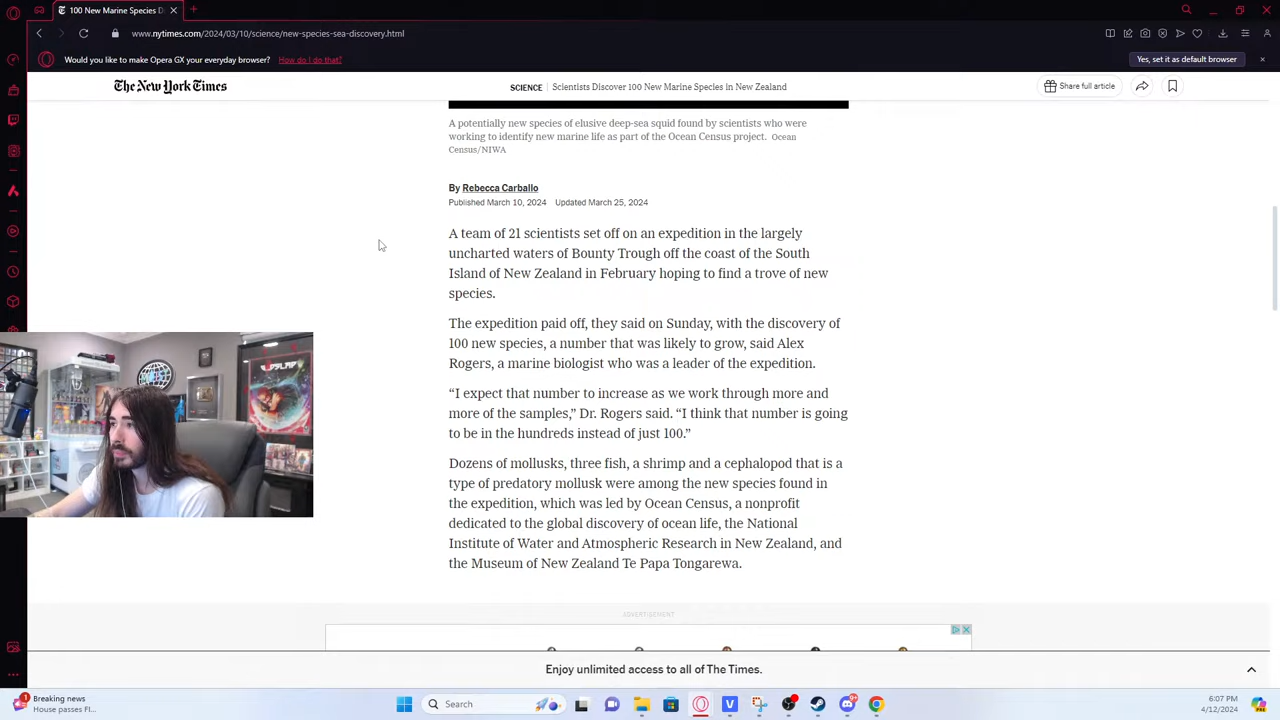 100 New Marine Species D
www.nytimes.com/2024/03/10/science/new-species-sea-discovery.html
Would you like to make Opera GX your everyday browser? How do I do that?
Yes, set it as default browser
The New York Times
SCIENCE | Scientists Discover 100 New Marine Species in New Zealand
Share full article
A potentially new species of elusive deep-sea squid found by scientists who were
working to identify new marine life as part of the Ocean Census project. Ocean
Census/NIWA
By Rebecca Carballo
Published March 10, 2024 Updated March 25, 2024
A team of 21 scientists set off on an expedition in the largely
uncharted waters of Bounty Trough off the coast of the South
Island of New Zealand in February hoping to find a trove of new
species.
The expedition paid off, they said on Sunday, with the discovery of
100 new species, a number that was likely to grow, said Alex
Rogers, a marine biologist who was a leader of the expedition.
“I expect that number to increase as we work through more and
more of the samples,” Dr. Rogers said. “I think that number is going
to be in the hundreds instead of just 100.”
Dozens of mollusks, three fish, a shrimp and a cephalopod that is a
type of predatory mollusk were among the new species found in
the expedition, which was led by Ocean Census, a nonprofit
dedicated to the global discovery of ocean life, the National
Institute of Water and Atmospheric Research in New Zealand, and
the Museum of New Zealand Te Papa Tongarewa.
ADVERTISEMENT
Enjoy unlimited access to all of The Times.
Breaking news
House passes FI...
Search
6:07 PM
4/12/2024